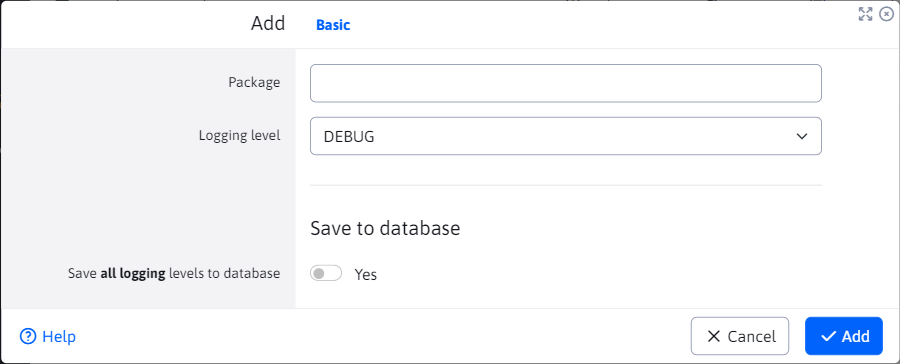 Add Basic
Package
Logging level DEBUG
Save to database
Save all logging levels to database Yes
Help Cancel Add